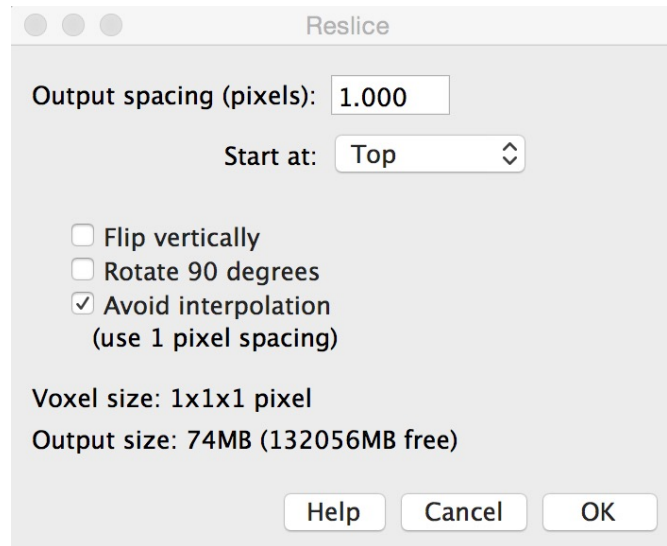 Reslice
Output spacing (pixels): 1.000
Start at: Top
Flip vertically
Rotate 90 degrees
Avoid interpolation
(use 1 pixel spacing)
Voxel size: 1x1x1 pixel
Output size: 74MB (132056MB free)
Help Cancel OK